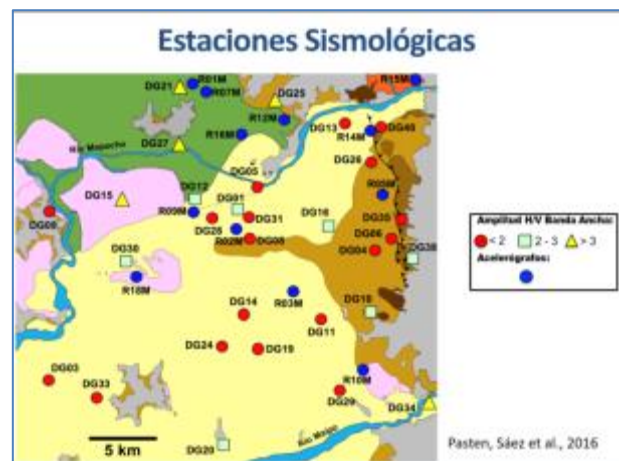 Estaciones Sismológicas
DG21
R01M
R07M
DG25
R15M
R12M
DG13
R14M
DG27
R16M
Río Mapocho
DG26
DG05
DG15
DG12
DG01
R05M
DG09
R09M
DG28
DG31
DG16
DG35
R02M
DG08
DG06
DG04
DG30
DG38
R18M
R03M
DG10
DG14
DG11
DG24
DG19
DG03
DG33
R10M
DG29
DG34
DG20
Río Maipo
5 km
Amplitud H/V Banda Ancha:
< 2
2 - 3
> 3
Acelerógrafos:
Pasten, Sáez et al., 2016